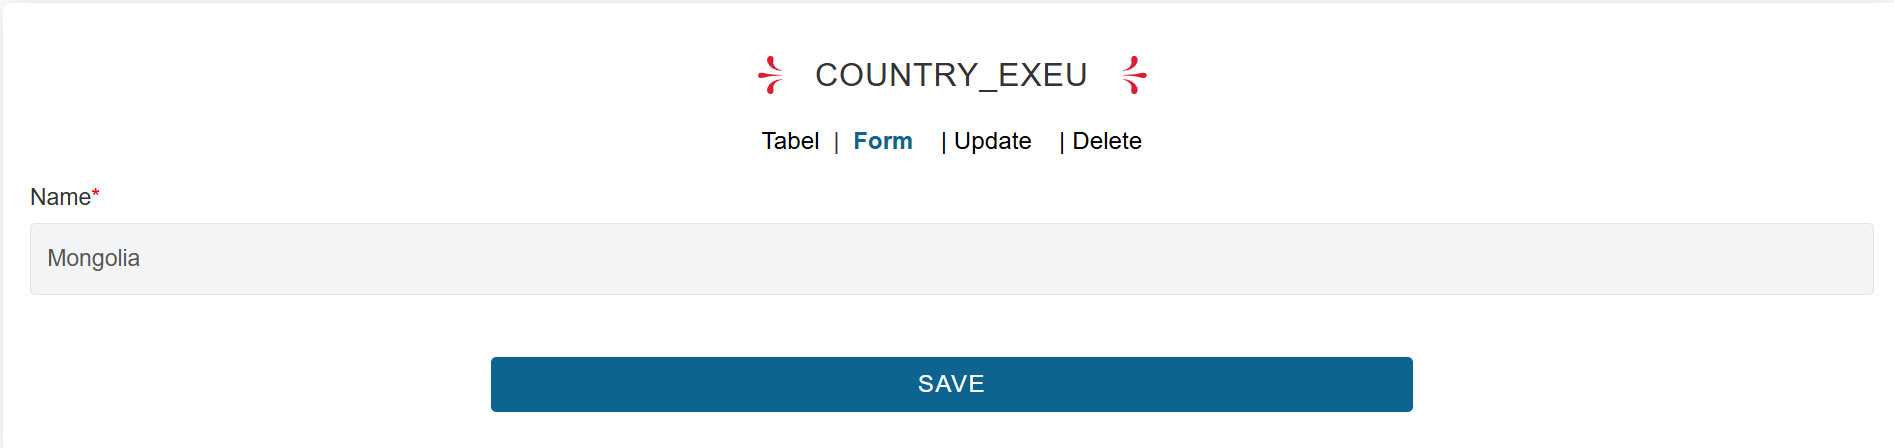 COUNTRY_EXEU
Tabel | Form | Update | Delete
Name*
Mongolia
SAVE